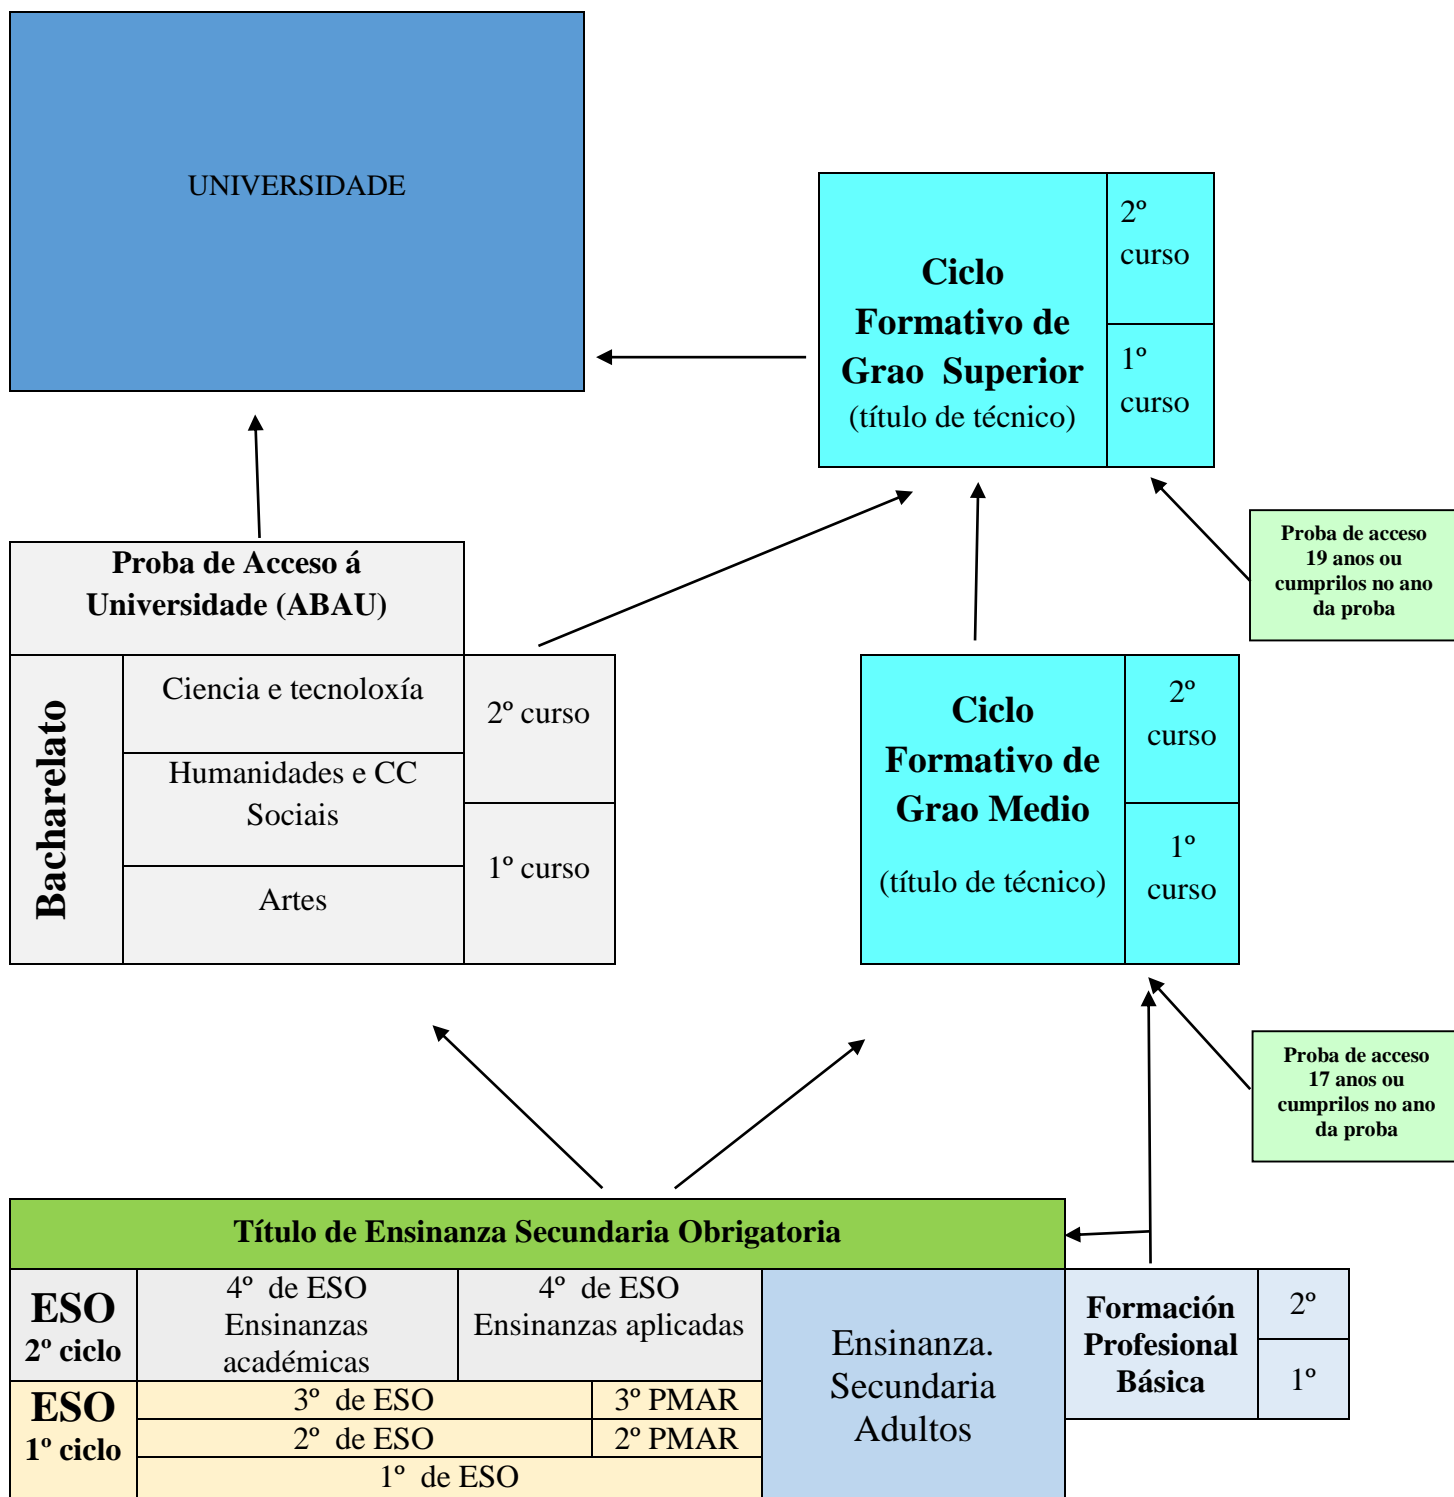 UNIVERSIDADE
Ciclo
Formativo de
Grao Superior
(título de técnico)
2º
curso
1º
curso
Proba de acceso
19 anos ou
cumprilos no ano
da proba
Proba de Acceso á
Universidade (ABAU)
Bacharelato
Ciencia e tecnoloxía
Humanidades e CC
Sociais
Artes
2º curso
1º curso
Ciclo
Formativo de
Grao Medio
(título de técnico)
2º
curso
1º
curso
Proba de acceso
17 anos ou
cumprilos no ano
da proba
Título de Ensinanza Secundaria Obrigatoria
ESO
2º ciclo
4º de ESO
Ensinanzas
académicas
4º de ESO
Ensinanzas aplicadas
Ensinanza.
Secundaria
Adultos
Formación
Profesional
Básica
2º
1º
ESO
1º ciclo
3º de ESO
3º PMAR
2º de ESO
2º PMAR
1º de ESO